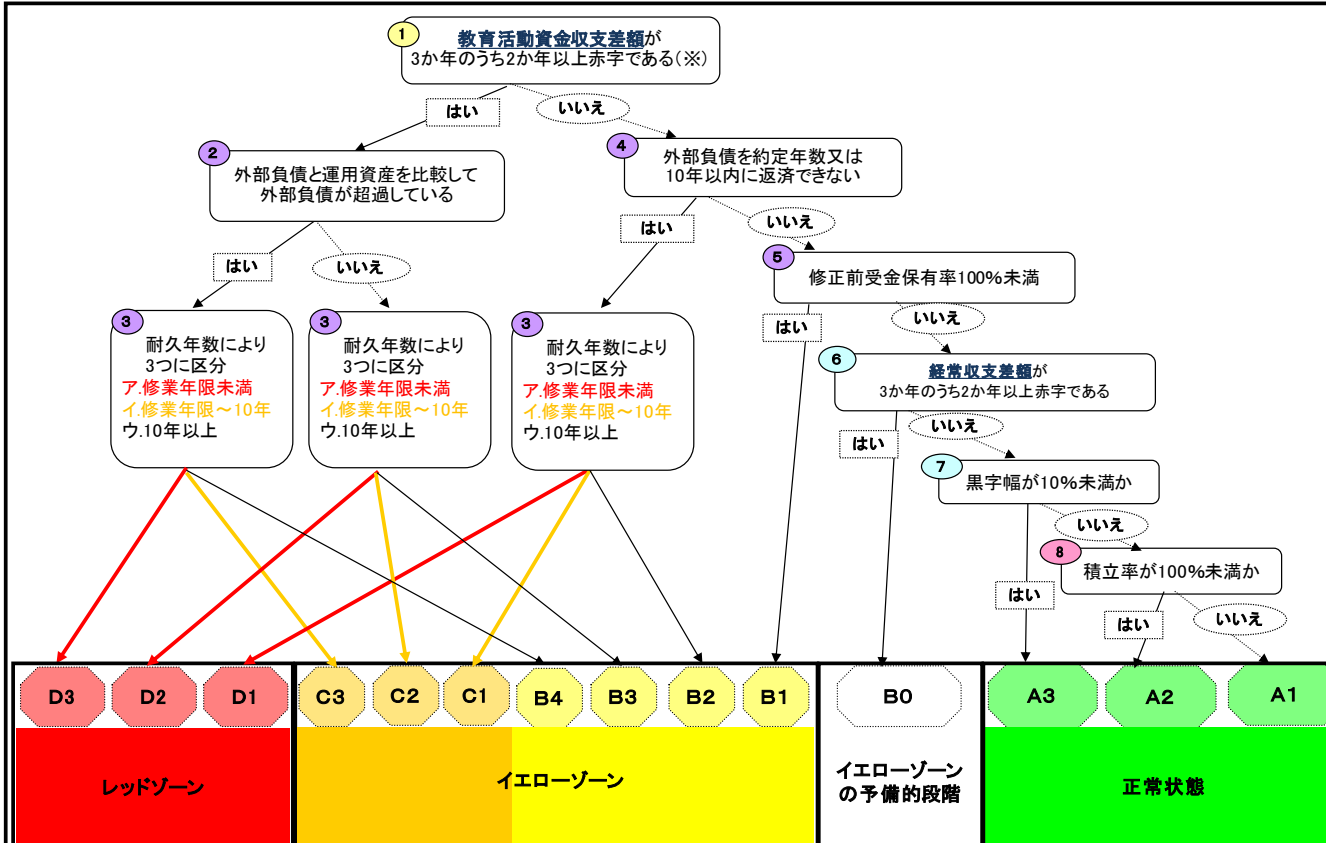 1
教育活動資金収支差額が
3か年のうち2か年以上赤字である(※)
はい
いいえ
2
外部負債と運用資産を比較して
外部負債が超過している
4
外部負債を約定年数又は
10年以内に返済できない
はい
いいえ
はい
いいえ
5
修正前受金保有率100%未満
3
耐久年数により
3つに区分
ア.修業年限未満
イ.修業年限～10年
ウ.10年以上
3
耐久年数により
3つに区分
ア.修業年限未満
イ.修業年限～10年
ウ.10年以上
3
耐久年数により
3つに区分
ア.修業年限未満
イ.修業年限～10年
ウ.10年以上
はい
いいえ
6
経常収支差額が
3か年のうち2か年以上赤字である
はい
いいえ
7
黒字幅が10%未満か
はい
いいえ
8
積立率が100%未満か
はい
いいえ
D3
D2
D1
C3
C2
C1
B4
B3
B2
B1
B0
A3
A2
A1
レッドゾーン
イエローゾーン
イエローゾーン
の予備的段階
正常状態